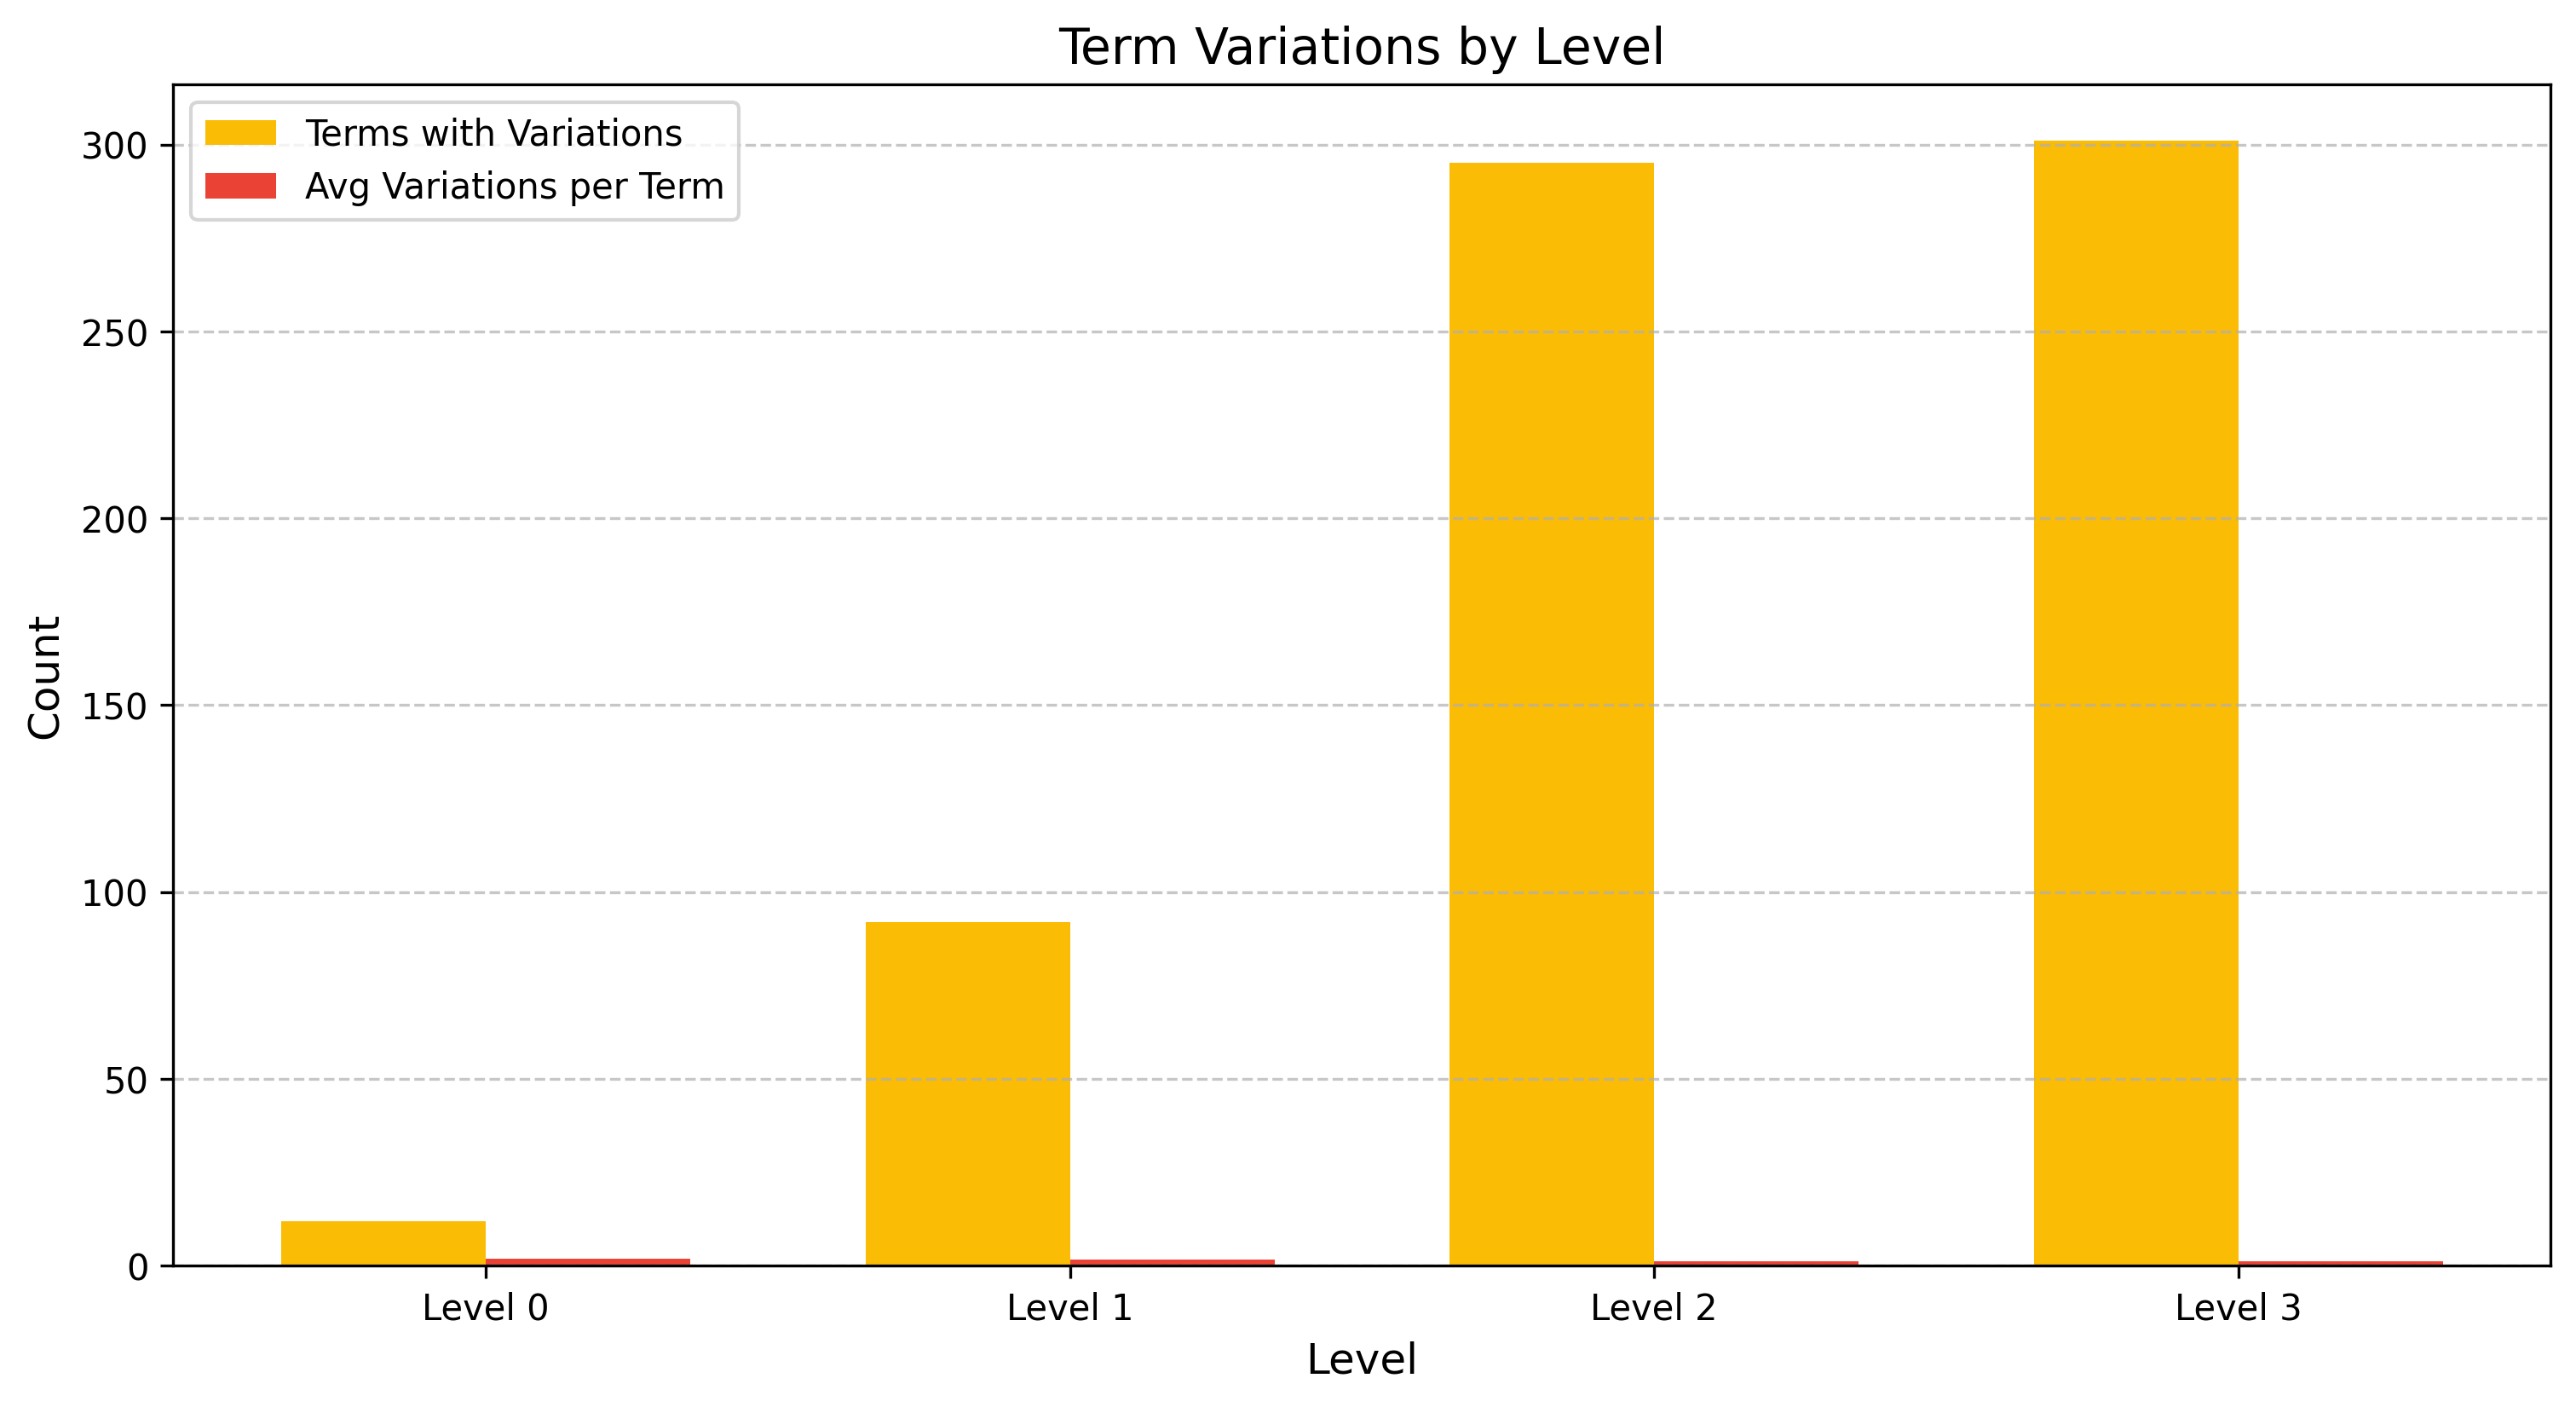 Term Variations by Level
Terms with Variations
Avg Variations per Term
300
250
200
150
100
50
0
Count
Level 0
Level 1
Level 2
Level 3
Level